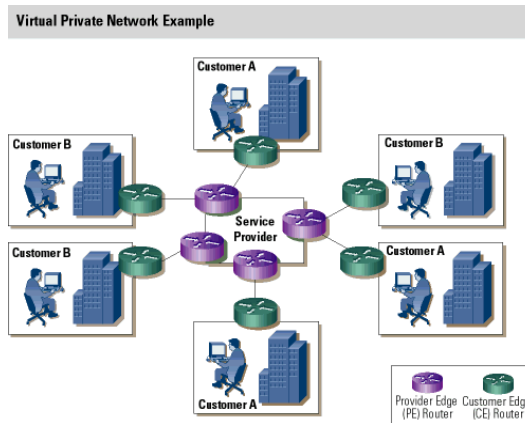 Virtual Private Network Example
Customer A
Customer B
Customer B
Service
Provider
Customer B
Customer A
Customer A
Provider Edge
(PE) Router
Customer Edg
(CE) Router